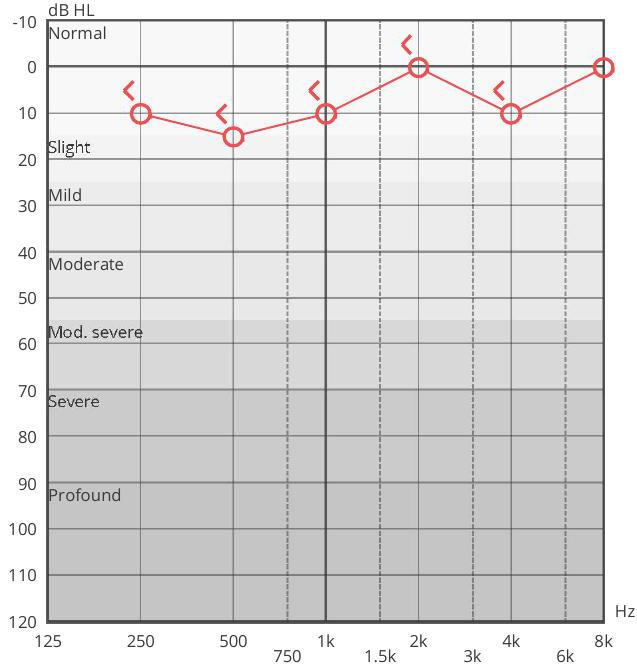 dB HL
-10
Normal
0
10
Slight
20
Mild
30
40
Moderate
50
Mod. severe
60
70
Severe
80
90
Profound
100
110
120
Hz
125 250 500 1k 2k 4k 8k
750 1.5k 3k 6k